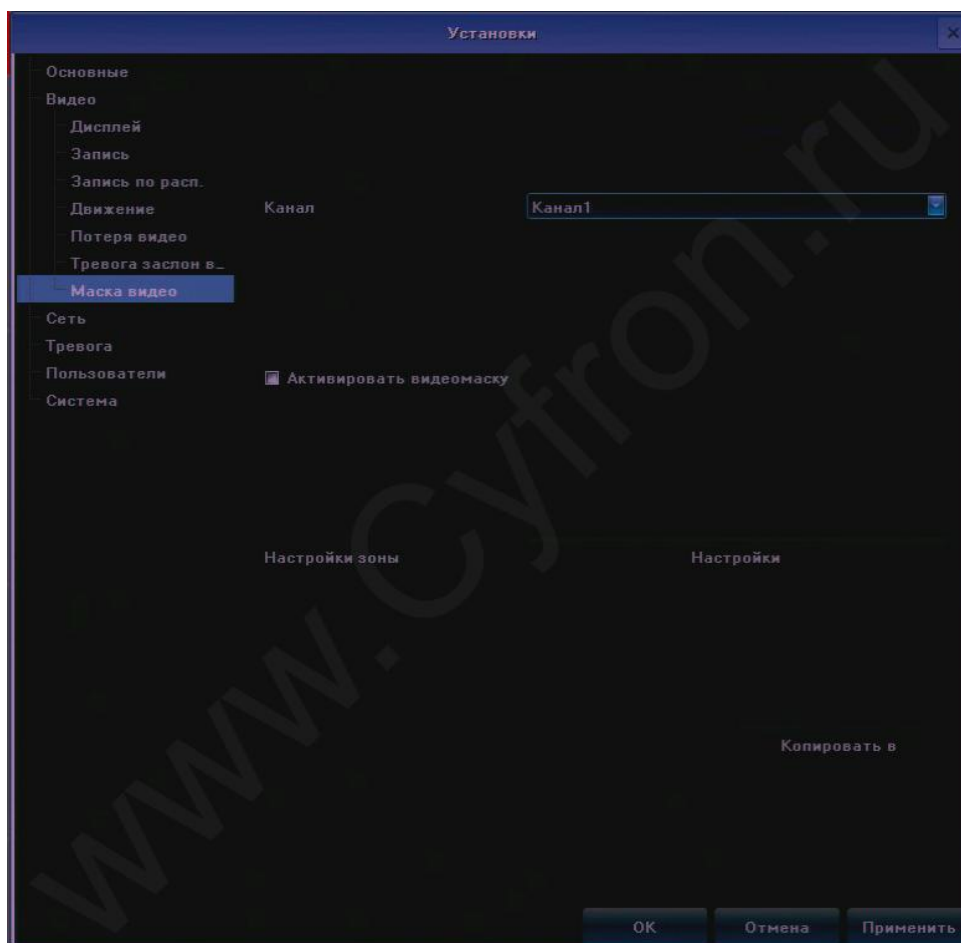 Установки
Основные
Видео
Дисплей
Запись
Запись по расп.
Движение
Потеря видео
Тревога заслон в_
Маска видео
Сеть
Тревога
Пользователи
Система
Канал Канал1
Активировать видеомаску
Настройки зоны Настройки
Копировать в
OK Отмена Применить
www.Cyfron.ru